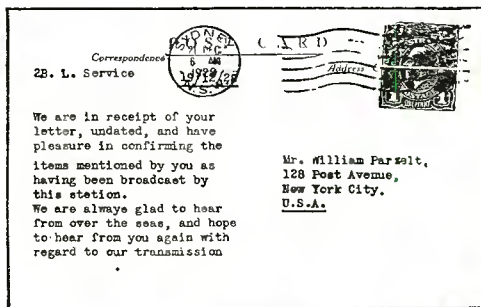 CARD
Correspondence
Address
SYDNEY
N.S.W.
2B. L. Service
We are in receipt of your
letter, undated, and have
pleasure in confirming the
items mentioned by you as
having been broadcast by
this station.
We are always glad to hear
from over the seas, and hope
to hear from you again with
regard to our transmission
Mr. William Parzelt,
128 Post Avenue,
New York City.
U.S.A.